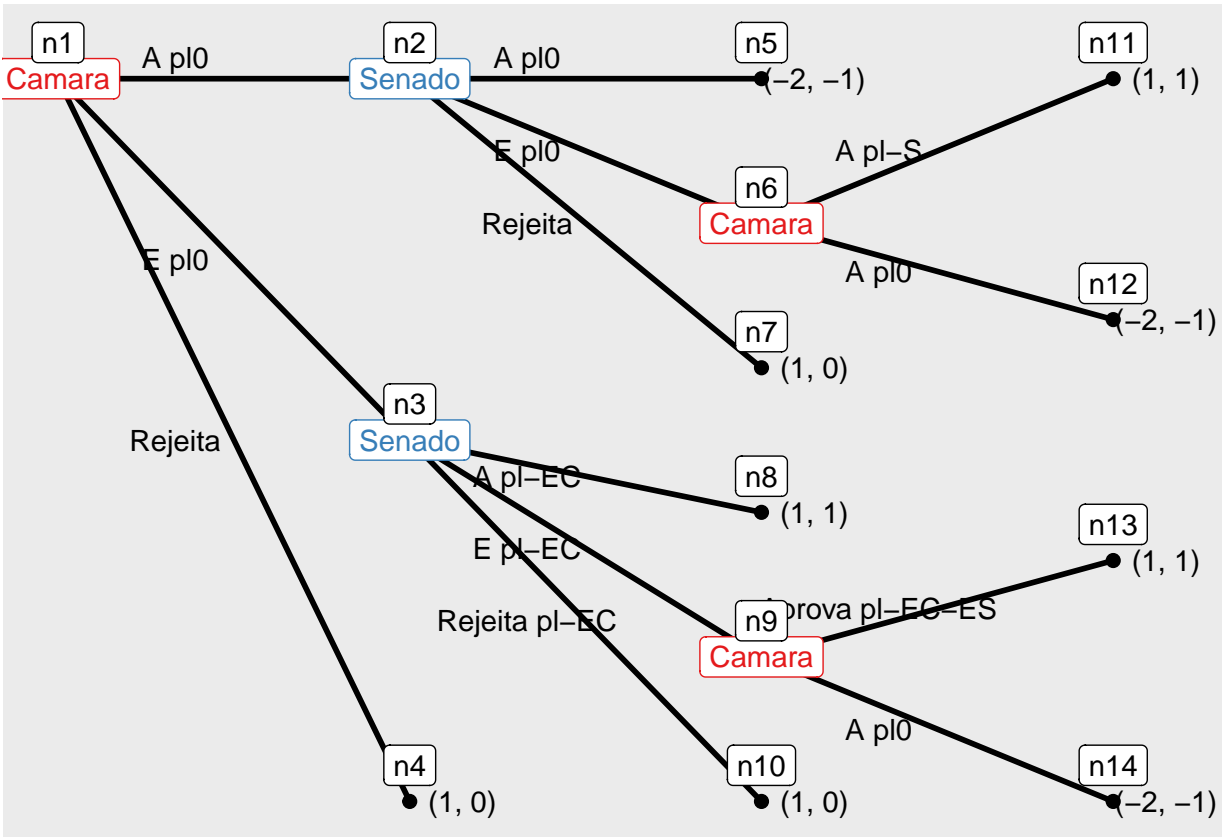 n1
Camara
A pl0
n2
Senado
A pl0
n5
(−2, −1)
n11
(1, 1)
E pl0
A pl−S
n6
Camara
Rejeita
E pl0
A pl0
n12
(−2, −1)
n7
(1, 0)
n3
Senado
Rejeita
A pl−EC
n8
(1, 1)
E pl−EC
n13
(1, 1)
Rejeita pl−EC
Aprova pl−EC−ES
n9
Camara
A pl0
n4
(1, 0)
n10
(1, 0)
n14
(−2, −1)